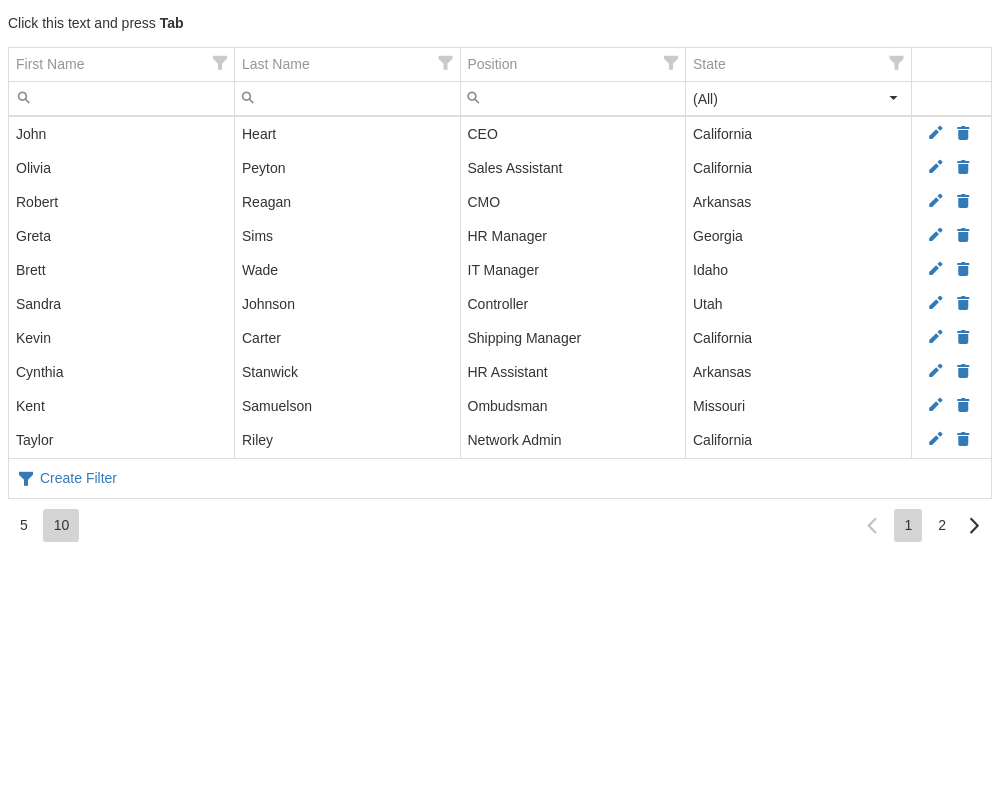 Click this text and press Tab
First Name Last Name Position State
(All)
John Heart CEO California
Olivia Peyton Sales Assistant California
Robert Reagan CMO Arkansas
Greta Sims HR Manager Georgia
Brett Wade IT Manager Idaho
Sandra Johnson Controller Utah
Kevin Carter Shipping Manager California
Cynthia Stanwick HR Assistant Arkansas
Kent Samuelson Ombudsman Missouri
Taylor Riley Network Admin California
Create Filter
5 10 1 2